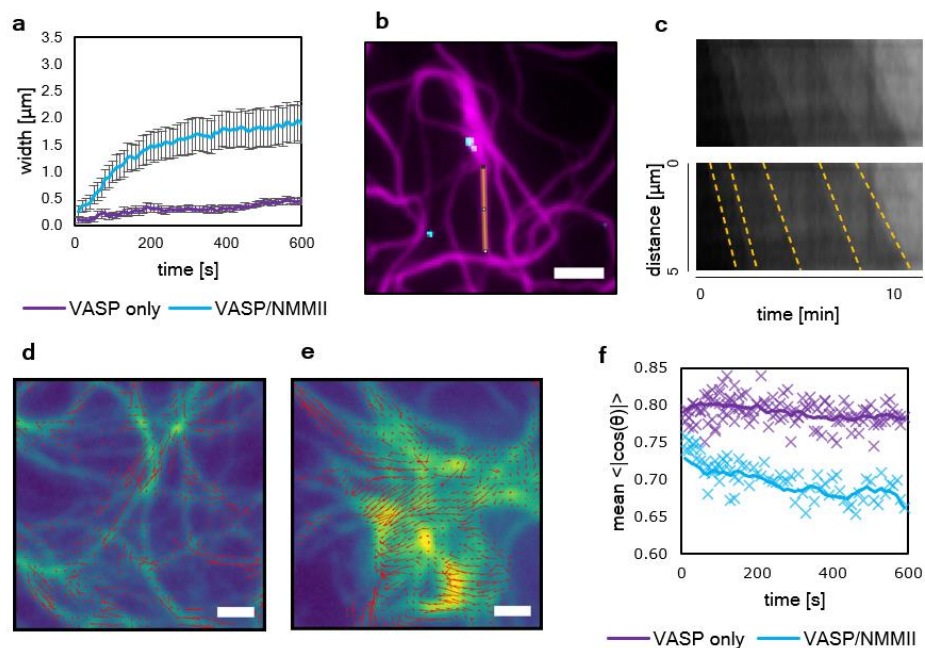 a
3.5
3.0
2.5
2.0
1.5
1.0
0.5
0.0
width [µm]
0 200 400 600
time [s]
VASP only VASP/NMMII
b
c
0
5
distance [µm]
0 10
time [min]
d
e
f
0.85
0.80
0.75
0.70
0.65
0.60
mean <|cos(θ)|>
0 200 400 600
time [s]
VASP only VASP/NMMII